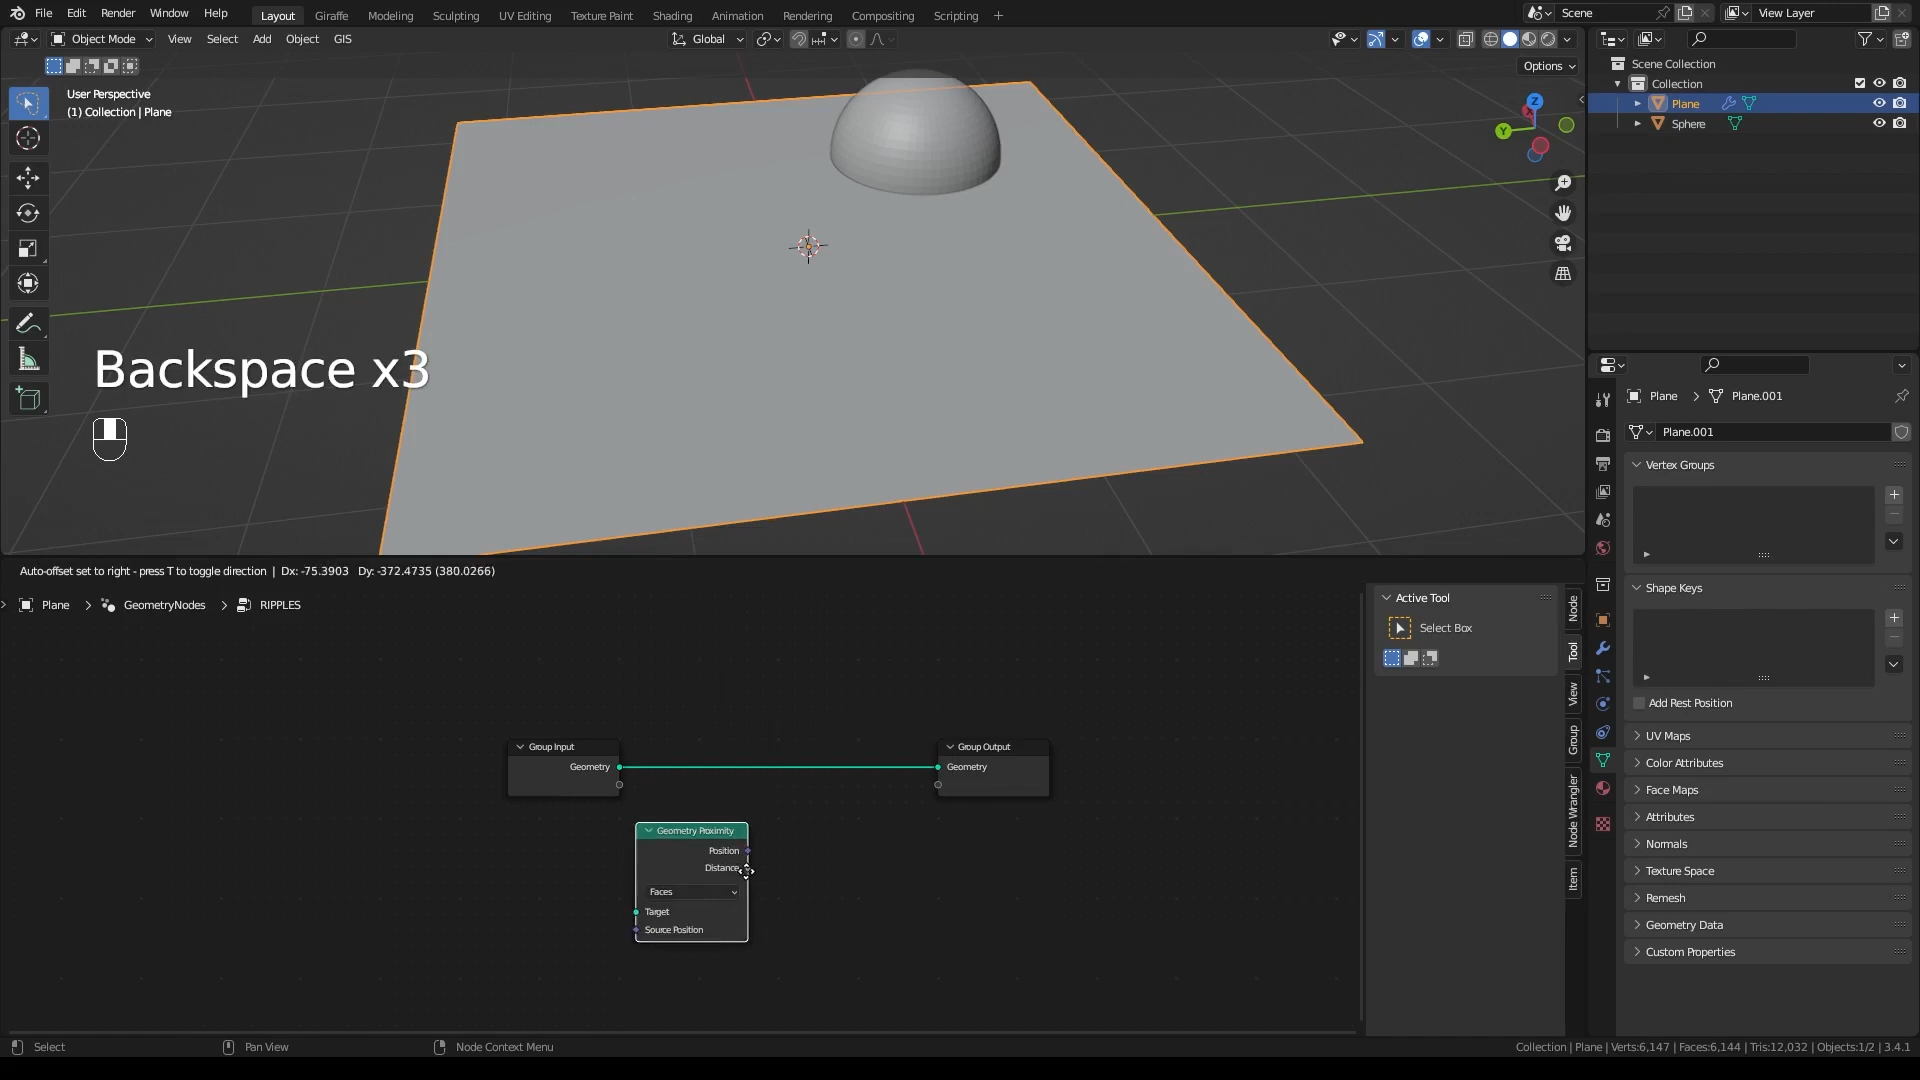 File Edit Render Window Help Layout Giraffe Modeling Sculpting UV Editing Texture Paint Shading Animation Rendering Compositing Scripting + Scene View Layer
Object Mode View Select Add Object GIS Global
Options
User Perspective
(1) Collection | Plane
Z
Y
Scene Collection
Collection
Plane
Sphere
Backspace x3
Plane > Plane.001
Plane.001
Vertex Groups
Shape Keys
Add Rest Position
UV Maps
Color Attributes
Face Maps
Attributes
Normals
Texture Space
Remesh
Geometry Data
Custom Properties
Auto-offset set to right - press T to toggle direction | Dx: -75.3903 Dy: -372.4735 (380.0266)
Plane > GeometryNodes > RIPPLES
Active Tool
Select Box
Node
Tool
View
Group
Node Wrangler
Item
Group Input
Geometry
Group Output
Geometry
Geometry Proximity
Position
Distance
Faces
Target
Source Position
Select Pan View Node Context Menu
Collection | Plane | Verts:6,147 | Faces:6,144 | Tris:12,032 | Objects:1/2 | 3.4.1